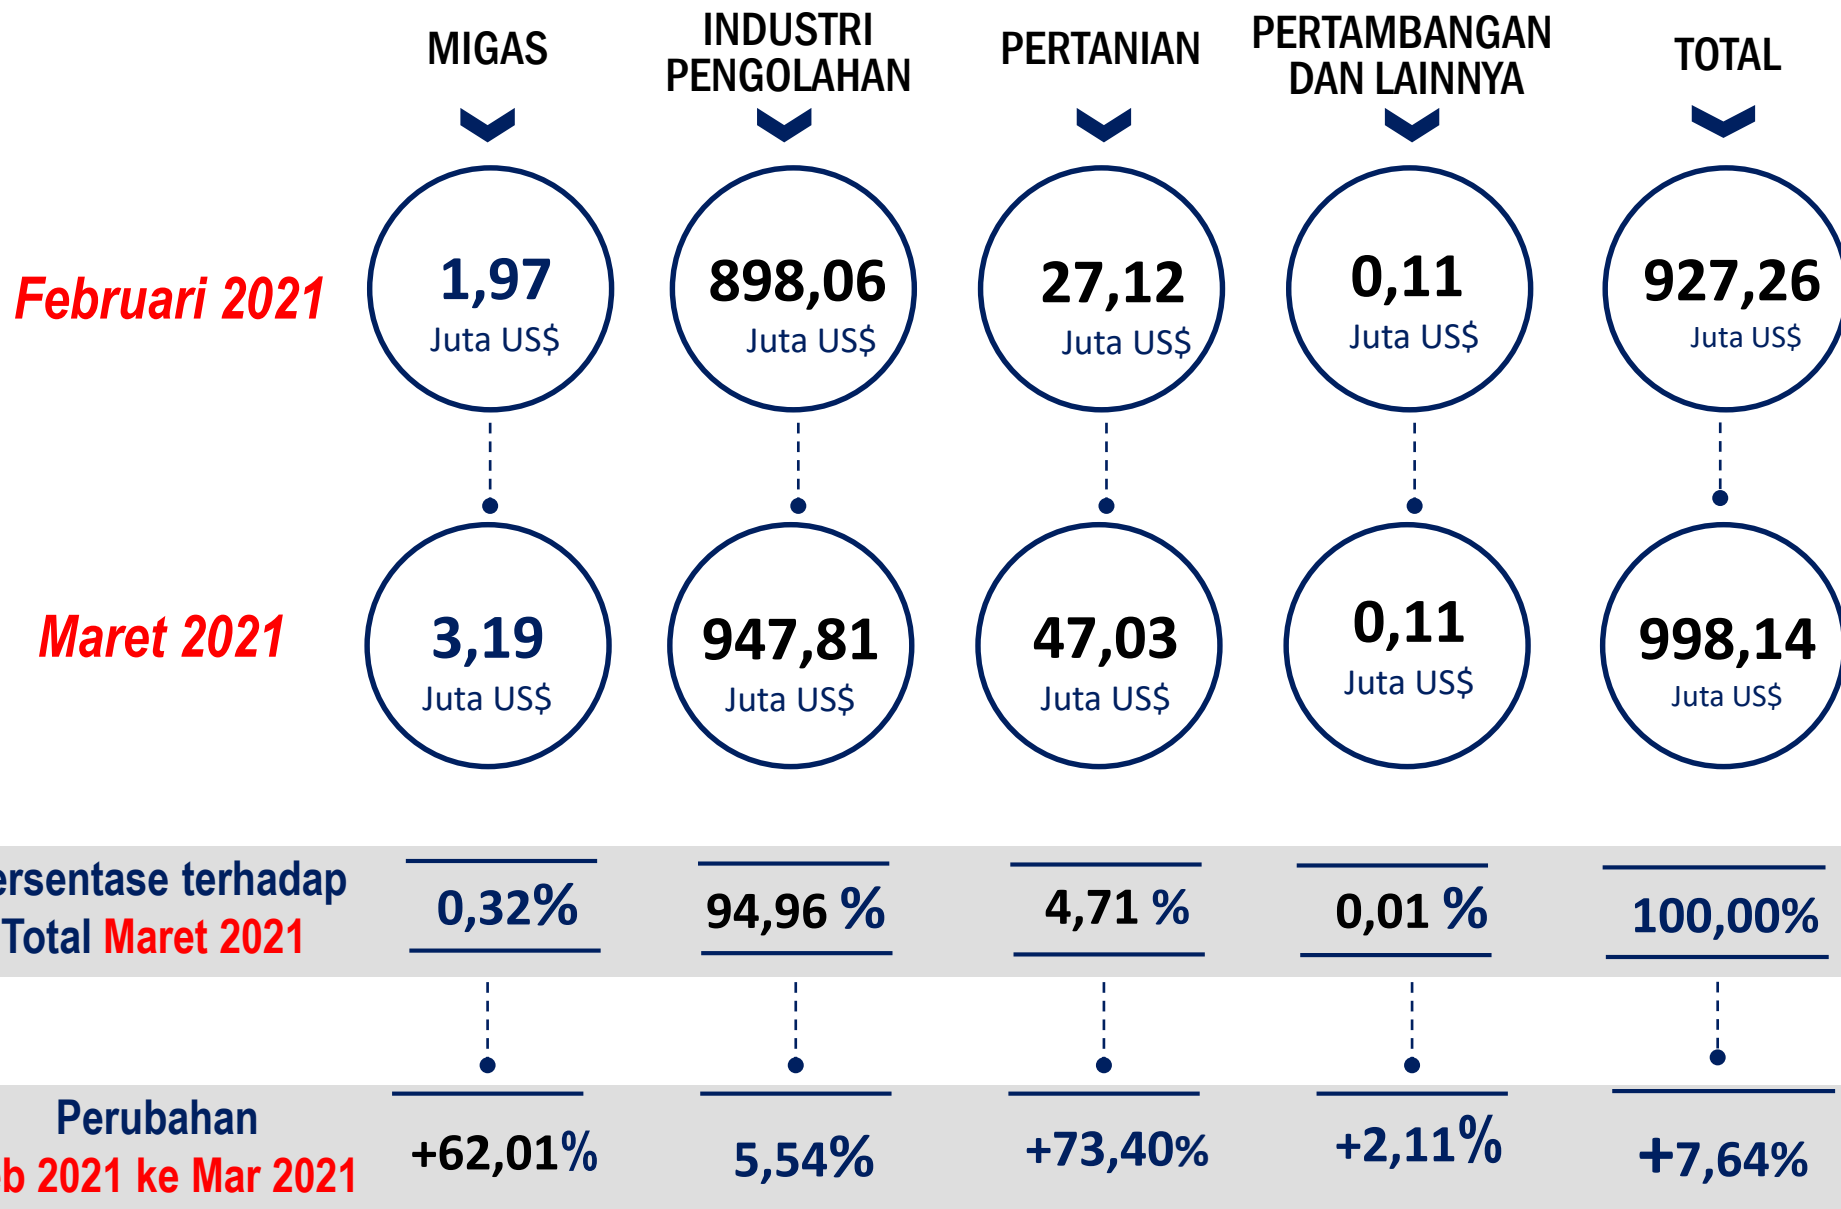 MIGAS
INDUSTRI
PENGOLAHAN
PERTANIAN
PERTAMBANGAN
DAN LAINNYA
TOTAL
Februari 2021
1,97
Juta US$
898,06
Juta US$
27,12
Juta US$
0,11
Juta US$
927,26
Juta US$
Maret 2021
3,19
Juta US$
947,81
Juta US$
47,03
Juta US$
0,11
Juta US$
998,14
Juta US$
ersentase terhadap
Total Maret 2021
0,32%
94,96 %
4,71 %
0,01 %
100,00%
Perubahan
b 2021 ke Mar 2021
+62,01%
5,54%
+73,40%
+2,11%
+7,64%